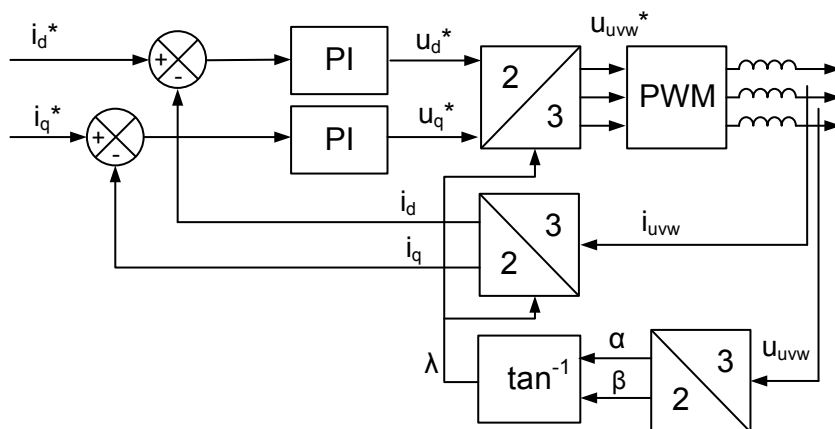 i_d* + - PI u_d* 2 3 u_uvw* PWM
i_q* + - PI u_q*
i_d 3 2 i_uvw
i_q
λ tan⁻¹ α β 3 2 u_uvw